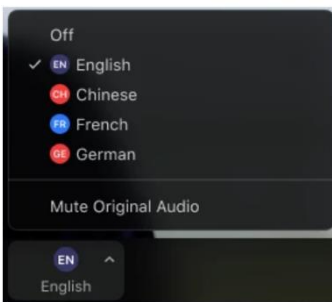 Off
EN English
CH Chinese
FR French
GE German
Mute Original Audio
EN
English